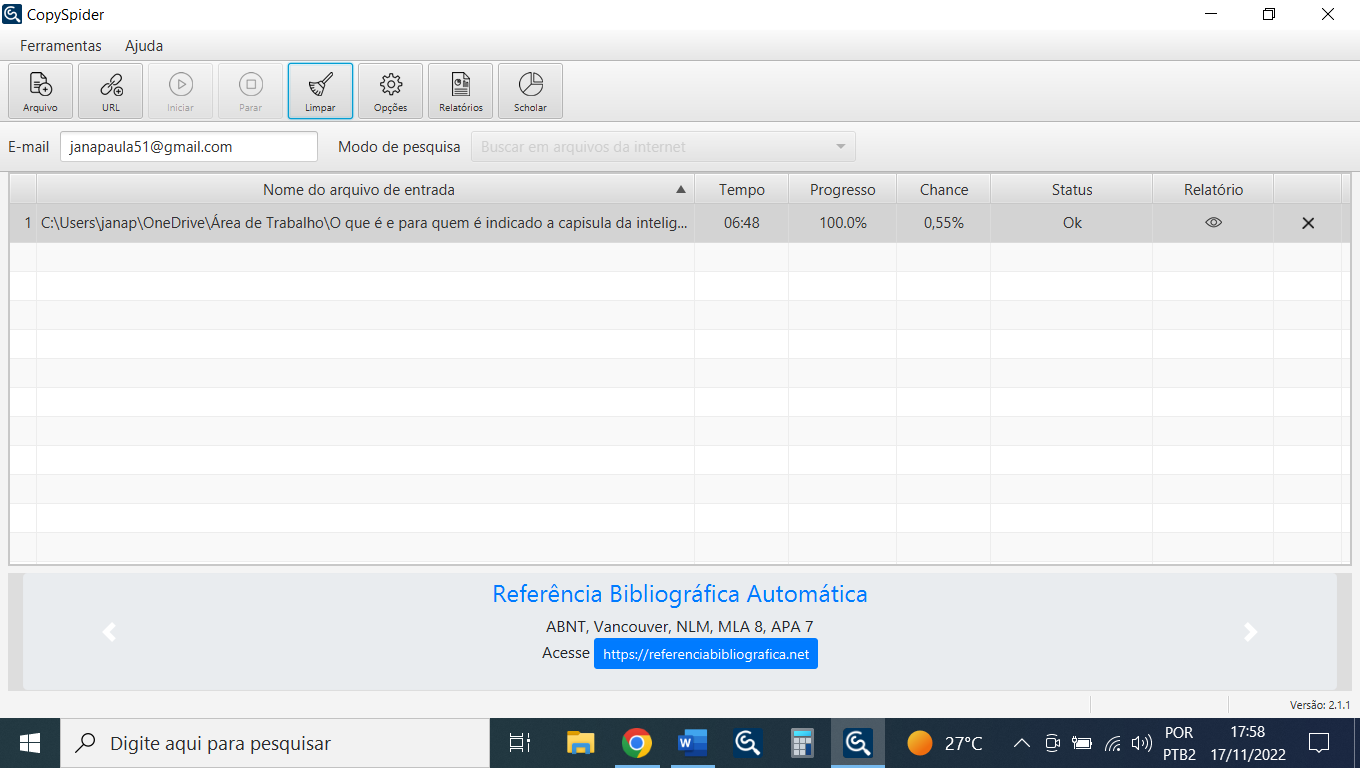 CopySpider
Ferramentas Ajuda
Arquivo URL Iniciar Parar Limpar Opções Relatórios Scholar
E-mail janapaula51@gmail.com Modo de pesquisa Buscar em arquivos da internet
Nome do arquivo de entrada Tempo Progresso Chance Status Relatório
1 C:\Users\janap\OneDrive\Área de Trabalho\O que é e para quem é indicado a capisula da intelig... 06:48 100.0% 0,55% Ok
Referência Bibliográfica Automática
ABNT, Vancouver, NLM, MLA 8, APA 7
Acesse https://referenciabibliografica.net
Versão: 2.1.1
Digite aqui para pesquisar
27°C
POR
PTB2
17:58
17/11/2022